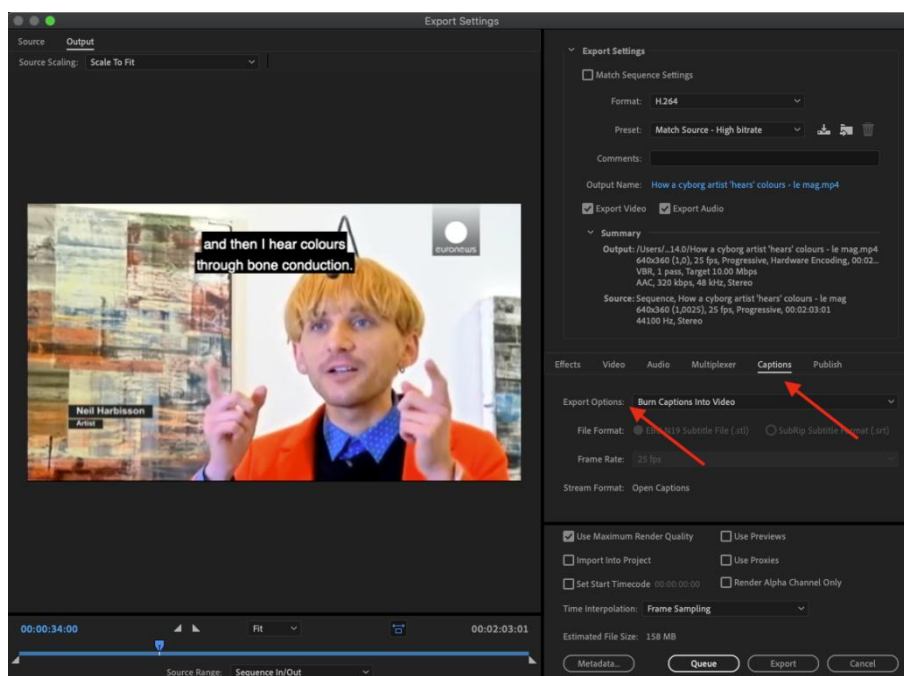 Export Settings
Source Output
Source Scaling: Scale To Fit
and then I hear colours
through bone conduction.
euronews
Neil Harbisson
Artist
00:00:34:00 Fit 00:02:03:01
Source Range: Sequence In/Out
Export Settings
Match Sequence Settings
Format: H.264
Preset: Match Source - High bitrate
Comments:
Output Name: How a cyborg artist 'hears' colours - le mag.mp4
Export Video Export Audio
Summary
Output: /Users/...14.0/How a cyborg artist 'hears' colours - le mag.mp4
640x360 (1,0), 25 fps, Progressive, Hardware Encoding, 00:02...
VBR, 1 pass, Target 10.00 Mbps
AAC, 320 kbps, 48 kHz, Stereo
Source: Sequence, How a cyborg artist 'hears' colours - le mag
640x360 (1,0025), 25 fps, Progressive, 00:02:03:01
44100 Hz, Stereo
Effects Video Audio Multiplexer Captions Publish
Export Options: Burn Captions Into Video
File Format: N19 Subtitle File (.stl) SubRip Subtitle Format (.srt)
Frame Rate: 25 fps
Stream Format: Open Captions
Use Maximum Render Quality Use Previews
Import Into Project Use Proxies
Set Start Timecode 00:00:00:00 Render Alpha Channel Only
Time Interpolation: Frame Sampling
Estimated File Size: 158 MB
Metadata... Queue Export Cancel